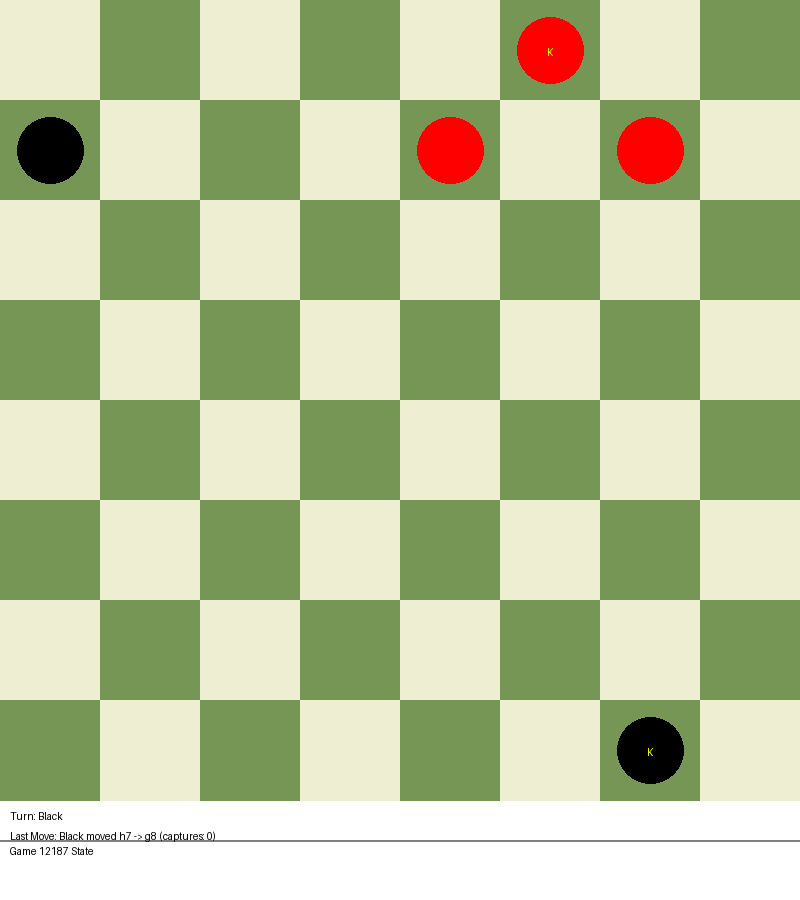 K
K
Turn: Black
Last Move: Black moved h7 -> g8 (captures: 0)
Game 12187 State